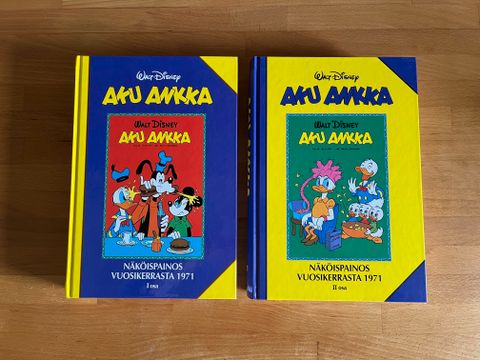 WALT DISNEY
AKU ANKKA
WALT DISNEY
AKU ANKKA
NÄKÖISPAINOS
VUOSIKERRASTA 1971
I osa
WALT DISNEY
AKU ANKKA
WALT DISNEY
AKU ANKKA
NÄKÖISPAINOS
VUOSIKERRASTA 1971
II osa